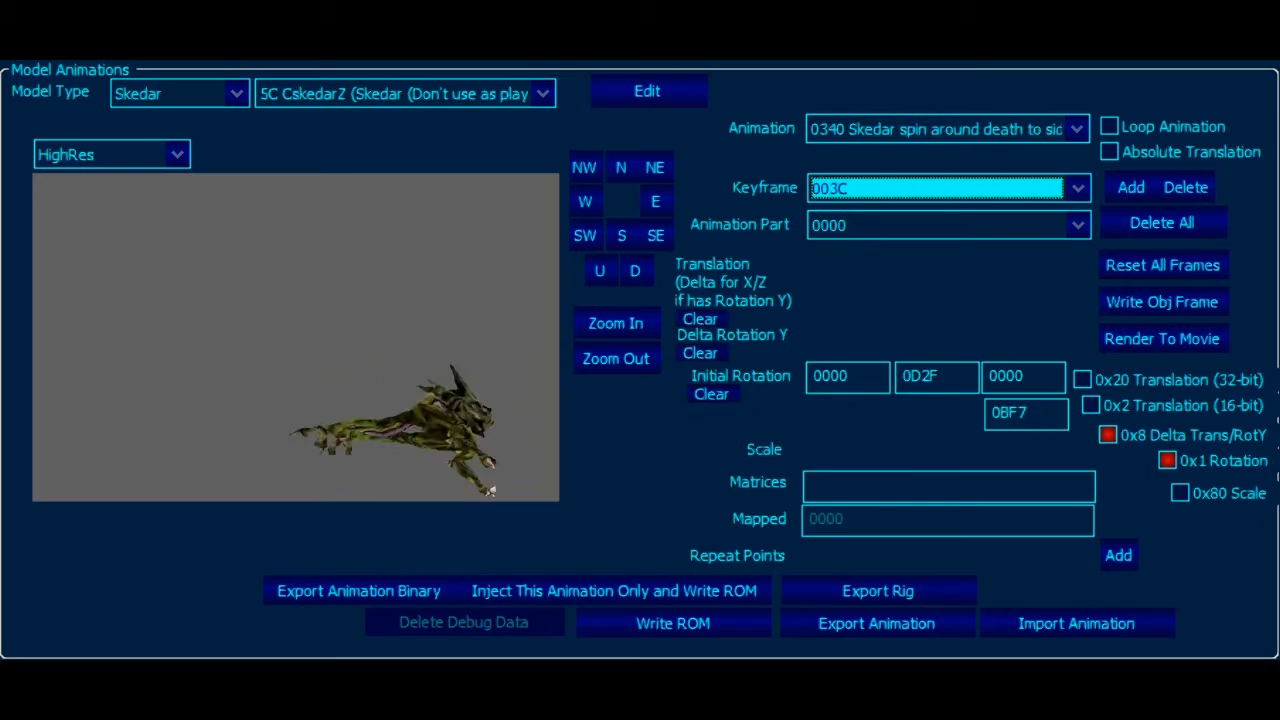 Model Animations
Model Type
Skedar
5C CskedarZ (Skedar (Don't use as play
Edit
Animation
0340 Skedar spin around death to sid
Loop Animation
Absolute Translation
HighRes
NW N NE
W E
SW S SE
U D
Zoom In
Zoom Out
Keyframe
003C
Add Delete
Animation Part
0000
Delete All
Translation
(Delta for X/Z
if has Rotation Y)
Clear
Delta Rotation Y
Clear
Reset All Frames
Write Obj Frame
Render To Movie
Initial Rotation
Clear
0000 0D2F 0000
0BF7
0x20 Translation (32-bit)
0x2 Translation (16-bit)
0x8 Delta Trans/RotY
0x1 Rotation
0x80 Scale
Scale
Matrices
Mapped
0000
Repeat Points
Add
Export Animation Binary
Inject This Animation Only and Write ROM
Export Rig
Delete Debug Data
Write ROM
Export Animation
Import Animation